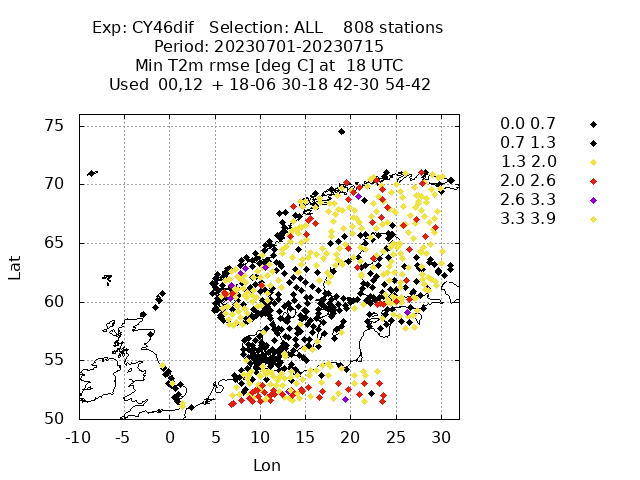 Exp: CY46dif   Selection: ALL    808 stations
Period: 20230701-20230715
Min T2m rmse [deg C] at  18 UTC
Used  00,12  + 18-06 30-18 42-30 54-42
0.0 0.7
0.7 1.3
1.3 2.0
2.0 2.6
2.6 3.3
3.3 3.9
75
70
65
60
55
50
Lat
-10 -5 0 5 10 15 20 25 30
Lon